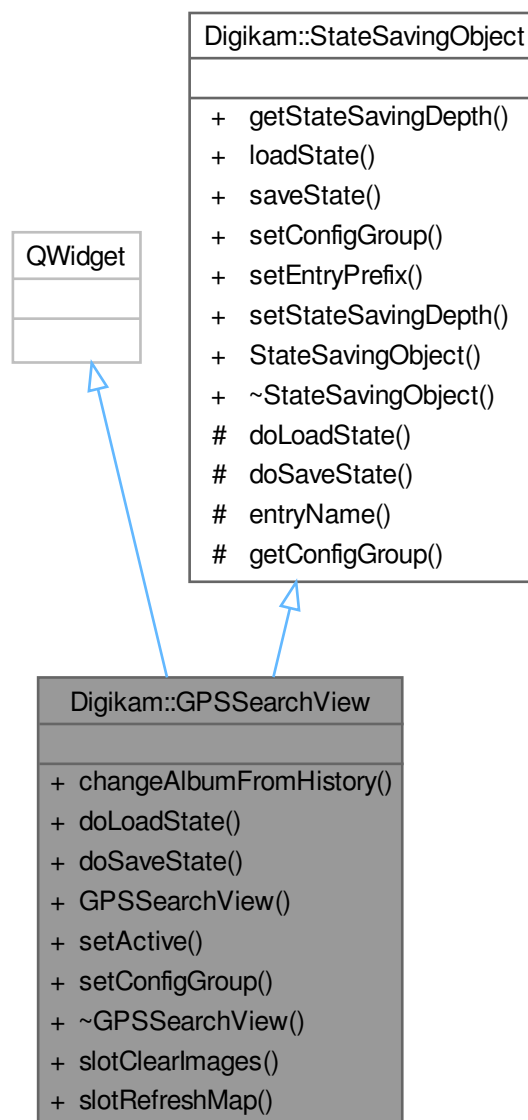 Digikam::StateSavingObject
+ getStateSavingDepth()
+ loadState()
+ saveState()
+ setConfigGroup()
+ setEntryPrefix()
+ setStateSavingDepth()
+ StateSavingObject()
+ ~StateSavingObject()
# doLoadState()
# doSaveState()
# entryName()
# getConfigGroup()
QWidget
Digikam::GPSSearchView
+ changeAlbumFromHistory()
+ doLoadState()
+ doSaveState()
+ GPSSearchView()
+ setActive()
+ setConfigGroup()
+ ~GPSSearchView()
+ slotClearImages()
+ slotRefreshMap()